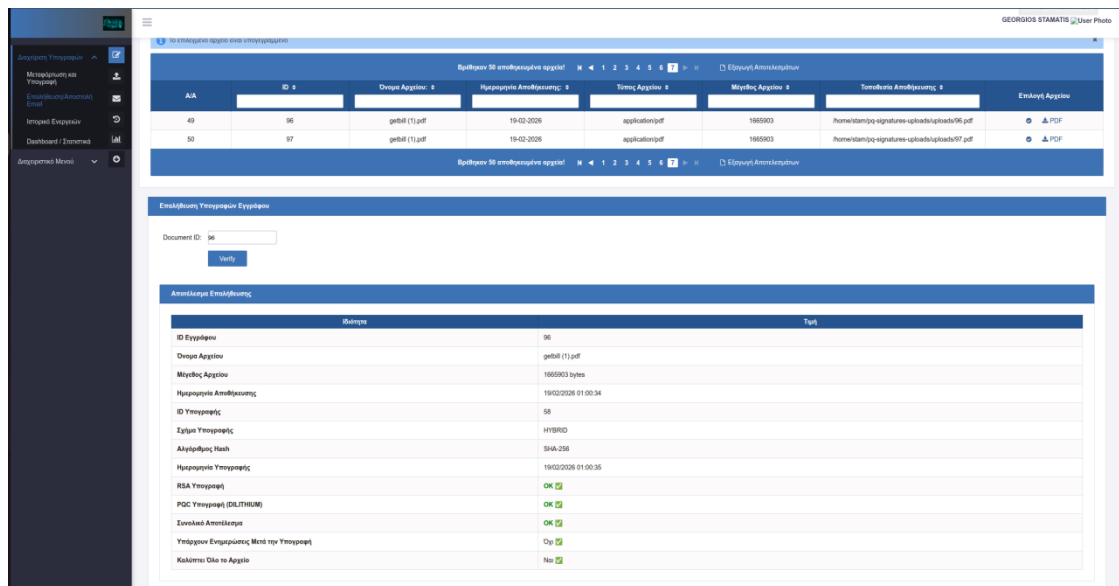 GEORGIOS STAMATIS User Photo
Διαχείριση Υπογραφών
Μεταφόρτωση και
Υπογραφή
Επαλήθευση/Αποστολή
Email
Ιστορικό Ενεργειών
Dashboard / Στατιστικά
Διαχειριστικό Μενού
Το επιλεγμένο αρχείο είναι υπογεγραμμένο
Βρέθηκαν 50 αποθηκευμένα αρχεία! 1 2 3 4 5 6 7 Εξαγωγή Αποτελεσμάτων
Α/Α ID Όνομα Αρχείου: Ημερομηνία Αποθήκευσης: Τύπος Αρχείου Μέγεθος Αρχείου Τοποθεσία Αποθήκευσης Επιλογή Αρχείου
49 96 getbill (1).pdf 19-02-2026 application/pdf 1665903 /home/stam/pq-signatures-uploads/uploads/96.pdf PDF
50 97 getbill (1).pdf 19-02-2026 application/pdf 1665903 /home/stam/pq-signatures-uploads/uploads/97.pdf PDF
Βρέθηκαν 50 αποθηκευμένα αρχεία! 1 2 3 4 5 6 7 Εξαγωγή Αποτελεσμάτων
Επαλήθευση Υπογραφών Εγγράφου
Document ID: 96
Verify
Αποτέλεσμα Επαλήθευσης
Ιδιότητα Τιμή
ID Εγγράφου 96
Όνομα Αρχείου getbill (1).pdf
Μέγεθος Αρχείου 1665903 bytes
Ημερομηνία Αποθήκευσης 19/02/2026 01:00:34
ID Υπογραφής 58
Σχήμα Υπογραφής HYBRID
Αλγόριθμος Hash SHA-256
Ημερομηνία Υπογραφής 19/02/2026 01:00:35
RSA Υπογραφή OK ✅
PQC Υπογραφή (DILITHIUM) OK ✅
Συνολικό Αποτέλεσμα OK ✅
Υπάρχουν Ενημερώσεις Μετά την Υπογραφή Όχι ✅
Καλύπτει Όλο το Αρχείο Ναι ✅